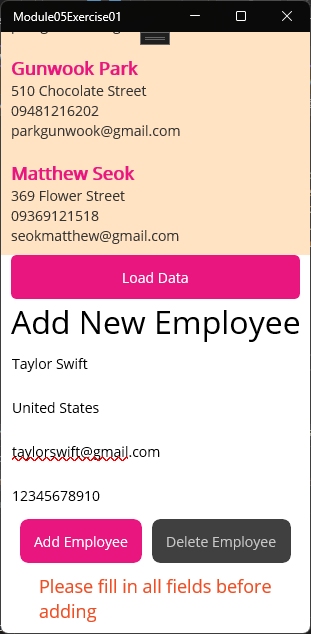 Module05Exercise01
Gunwook Park
510 Chocolate Street
09481216202
parkgunwook@gmail.com
Matthew Seok
369 Flower Street
09369121518
seokmatthew@gmail.com
Load Data
Add New Employee
Taylor Swift
United States
taylorswift@gmail.com
12345678910
Add Employee
Delete Employee
Please fill in all fields before
adding